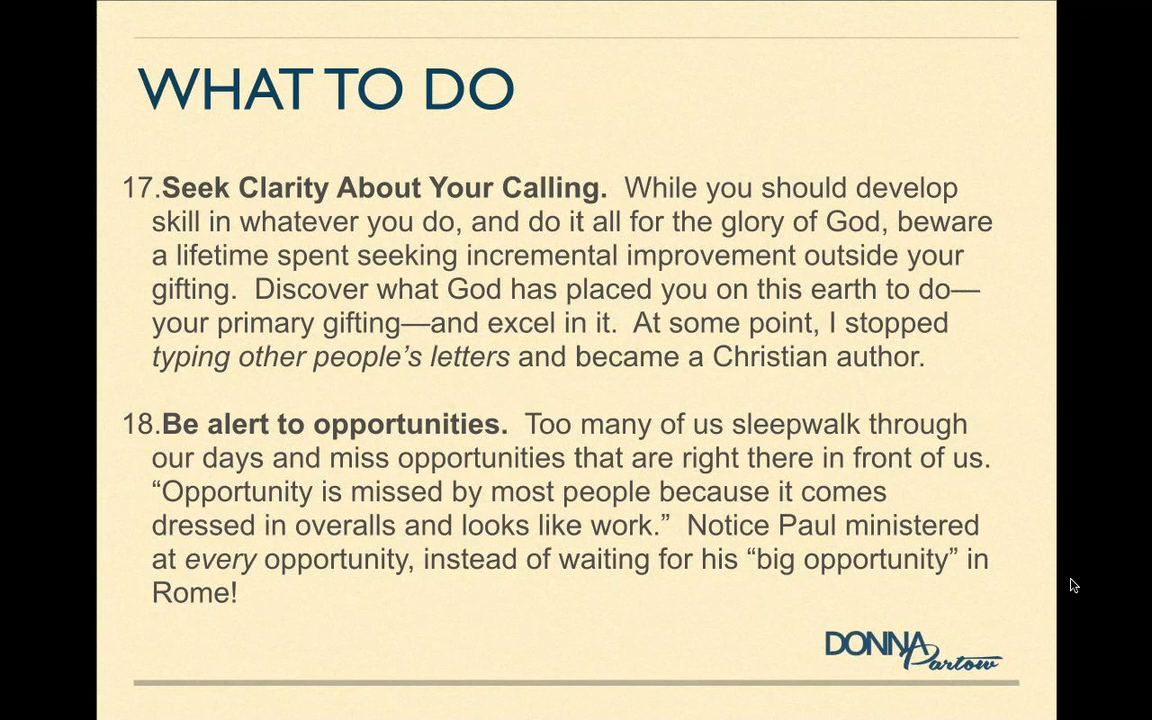 WHAT TO DO
17.Seek Clarity About Your Calling.  While you should develop
skill in whatever you do, and do it all for the glory of God, beware
a lifetime spent seeking incremental improvement outside your
gifting.  Discover what God has placed you on this earth to do—
your primary gifting—and excel in it.  At some point, I stopped
typing other people’s letters and became a Christian author.
18.Be alert to opportunities.  Too many of us sleepwalk through
our days and miss opportunities that are right there in front of us.
“Opportunity is missed by most people because it comes
dressed in overalls and looks like work.”  Notice Paul ministered
at every opportunity, instead of waiting for his “big opportunity” in
Rome!
DONNA
Partow